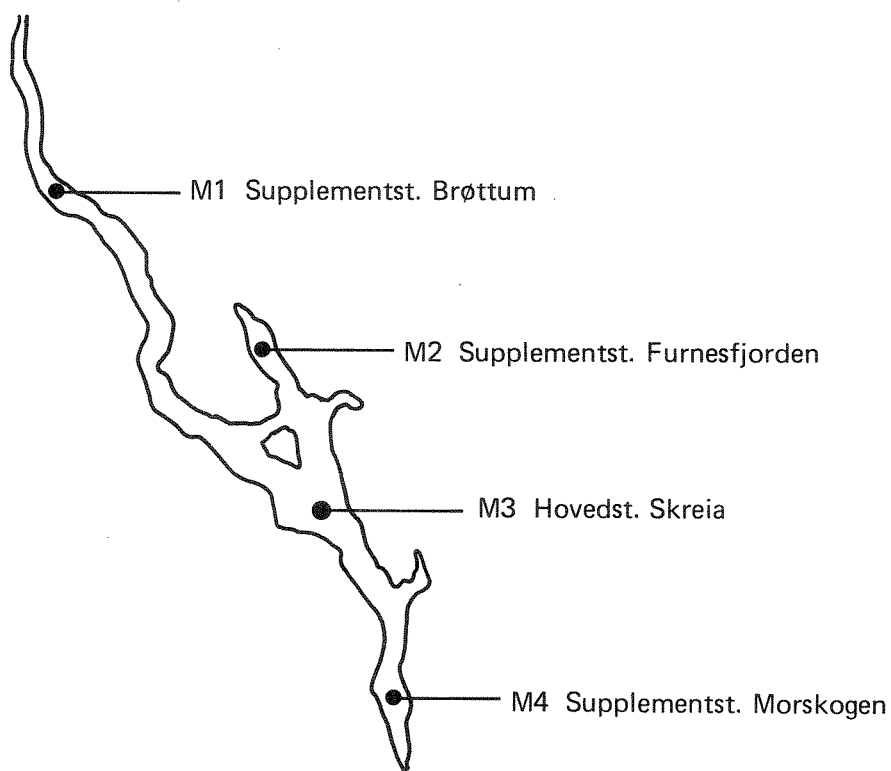 M1 Supplementst. Brøttum
M2 Supplementst. Furnesfjorden
M3 Hovedst. Skreia
M4 Supplementst. Morskogen